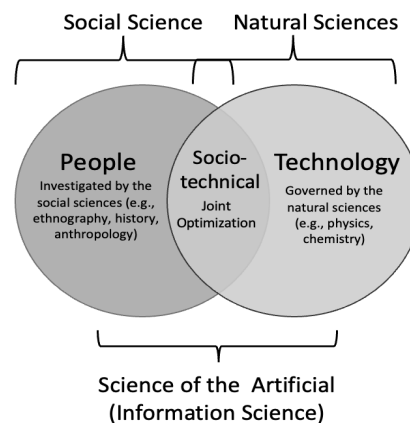 Social Science
Natural Sciences
People
Investigated by the
social sciences (e.g.,
ethnography, history,
anthropology)
Socio-
technical
Joint
Optimization
Technology
Governed by the
natural sciences
(e.g., physics,
chemistry)
Science of the Artificial
(Information Science)